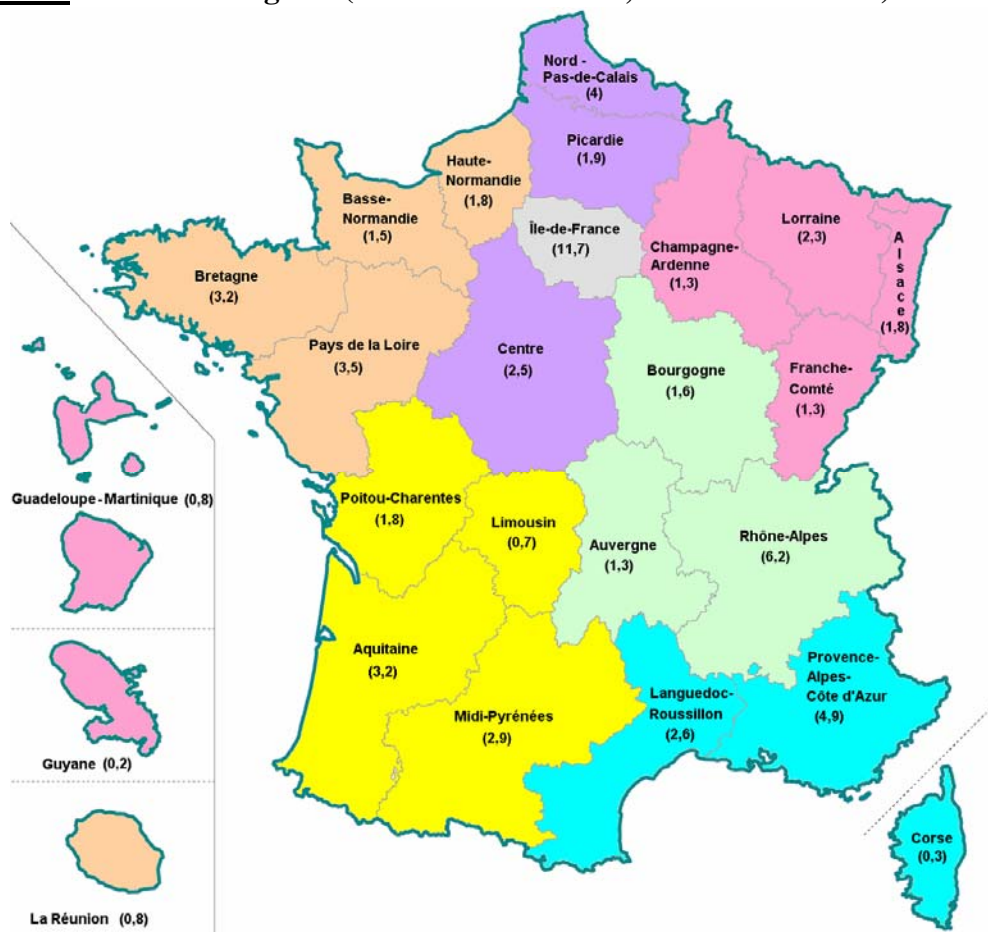 Nord -
Pas-de-Calais
(4)
Picardie
(1,9)
Haute-
Normandie
(1,8)
Basse-
Normandie
(1,5)
Île-de-France
(11,7)
Champagne-
Ardenne
(1,3)
Lorraine
(2,3)
Alsace
(1,8)
Bretagne
(3,2)
Pays de la Loire
(3,5)
Centre
(2,5)
Bourgogne
(1,6)
Franche-
Comté
(1,3)
Guadeloupe - Martinique (0,8)
Poitou-Charentes
(1,8)
Limousin
(0,7)
Auvergne
(1,3)
Rhône-Alpes
(6,2)
Aquitaine
(3,2)
Midi-Pyrénées
(2,9)
Languedoc-
Roussillon
(2,6)
Provence-
Alpes-
Côte d'Azur
(4,9)
Guyane (0,2)
Corse
(0,3)
La Réunion (0,8)